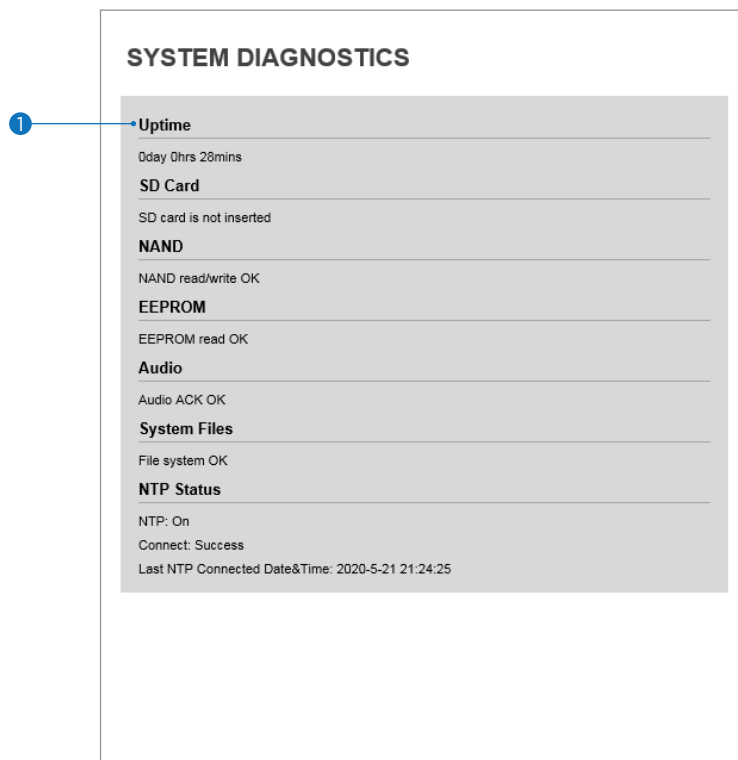 SYSTEM DIAGNOSTICS
1
Uptime
0day 0hrs 28mins
SD Card
SD card is not inserted
NAND
NAND read/write OK
EEPROM
EEPROM read OK
Audio
Audio ACK OK
System Files
File system OK
NTP Status
NTP: On
Connect: Success
Last NTP Connected Date&Time: 2020-5-21 21:24:25